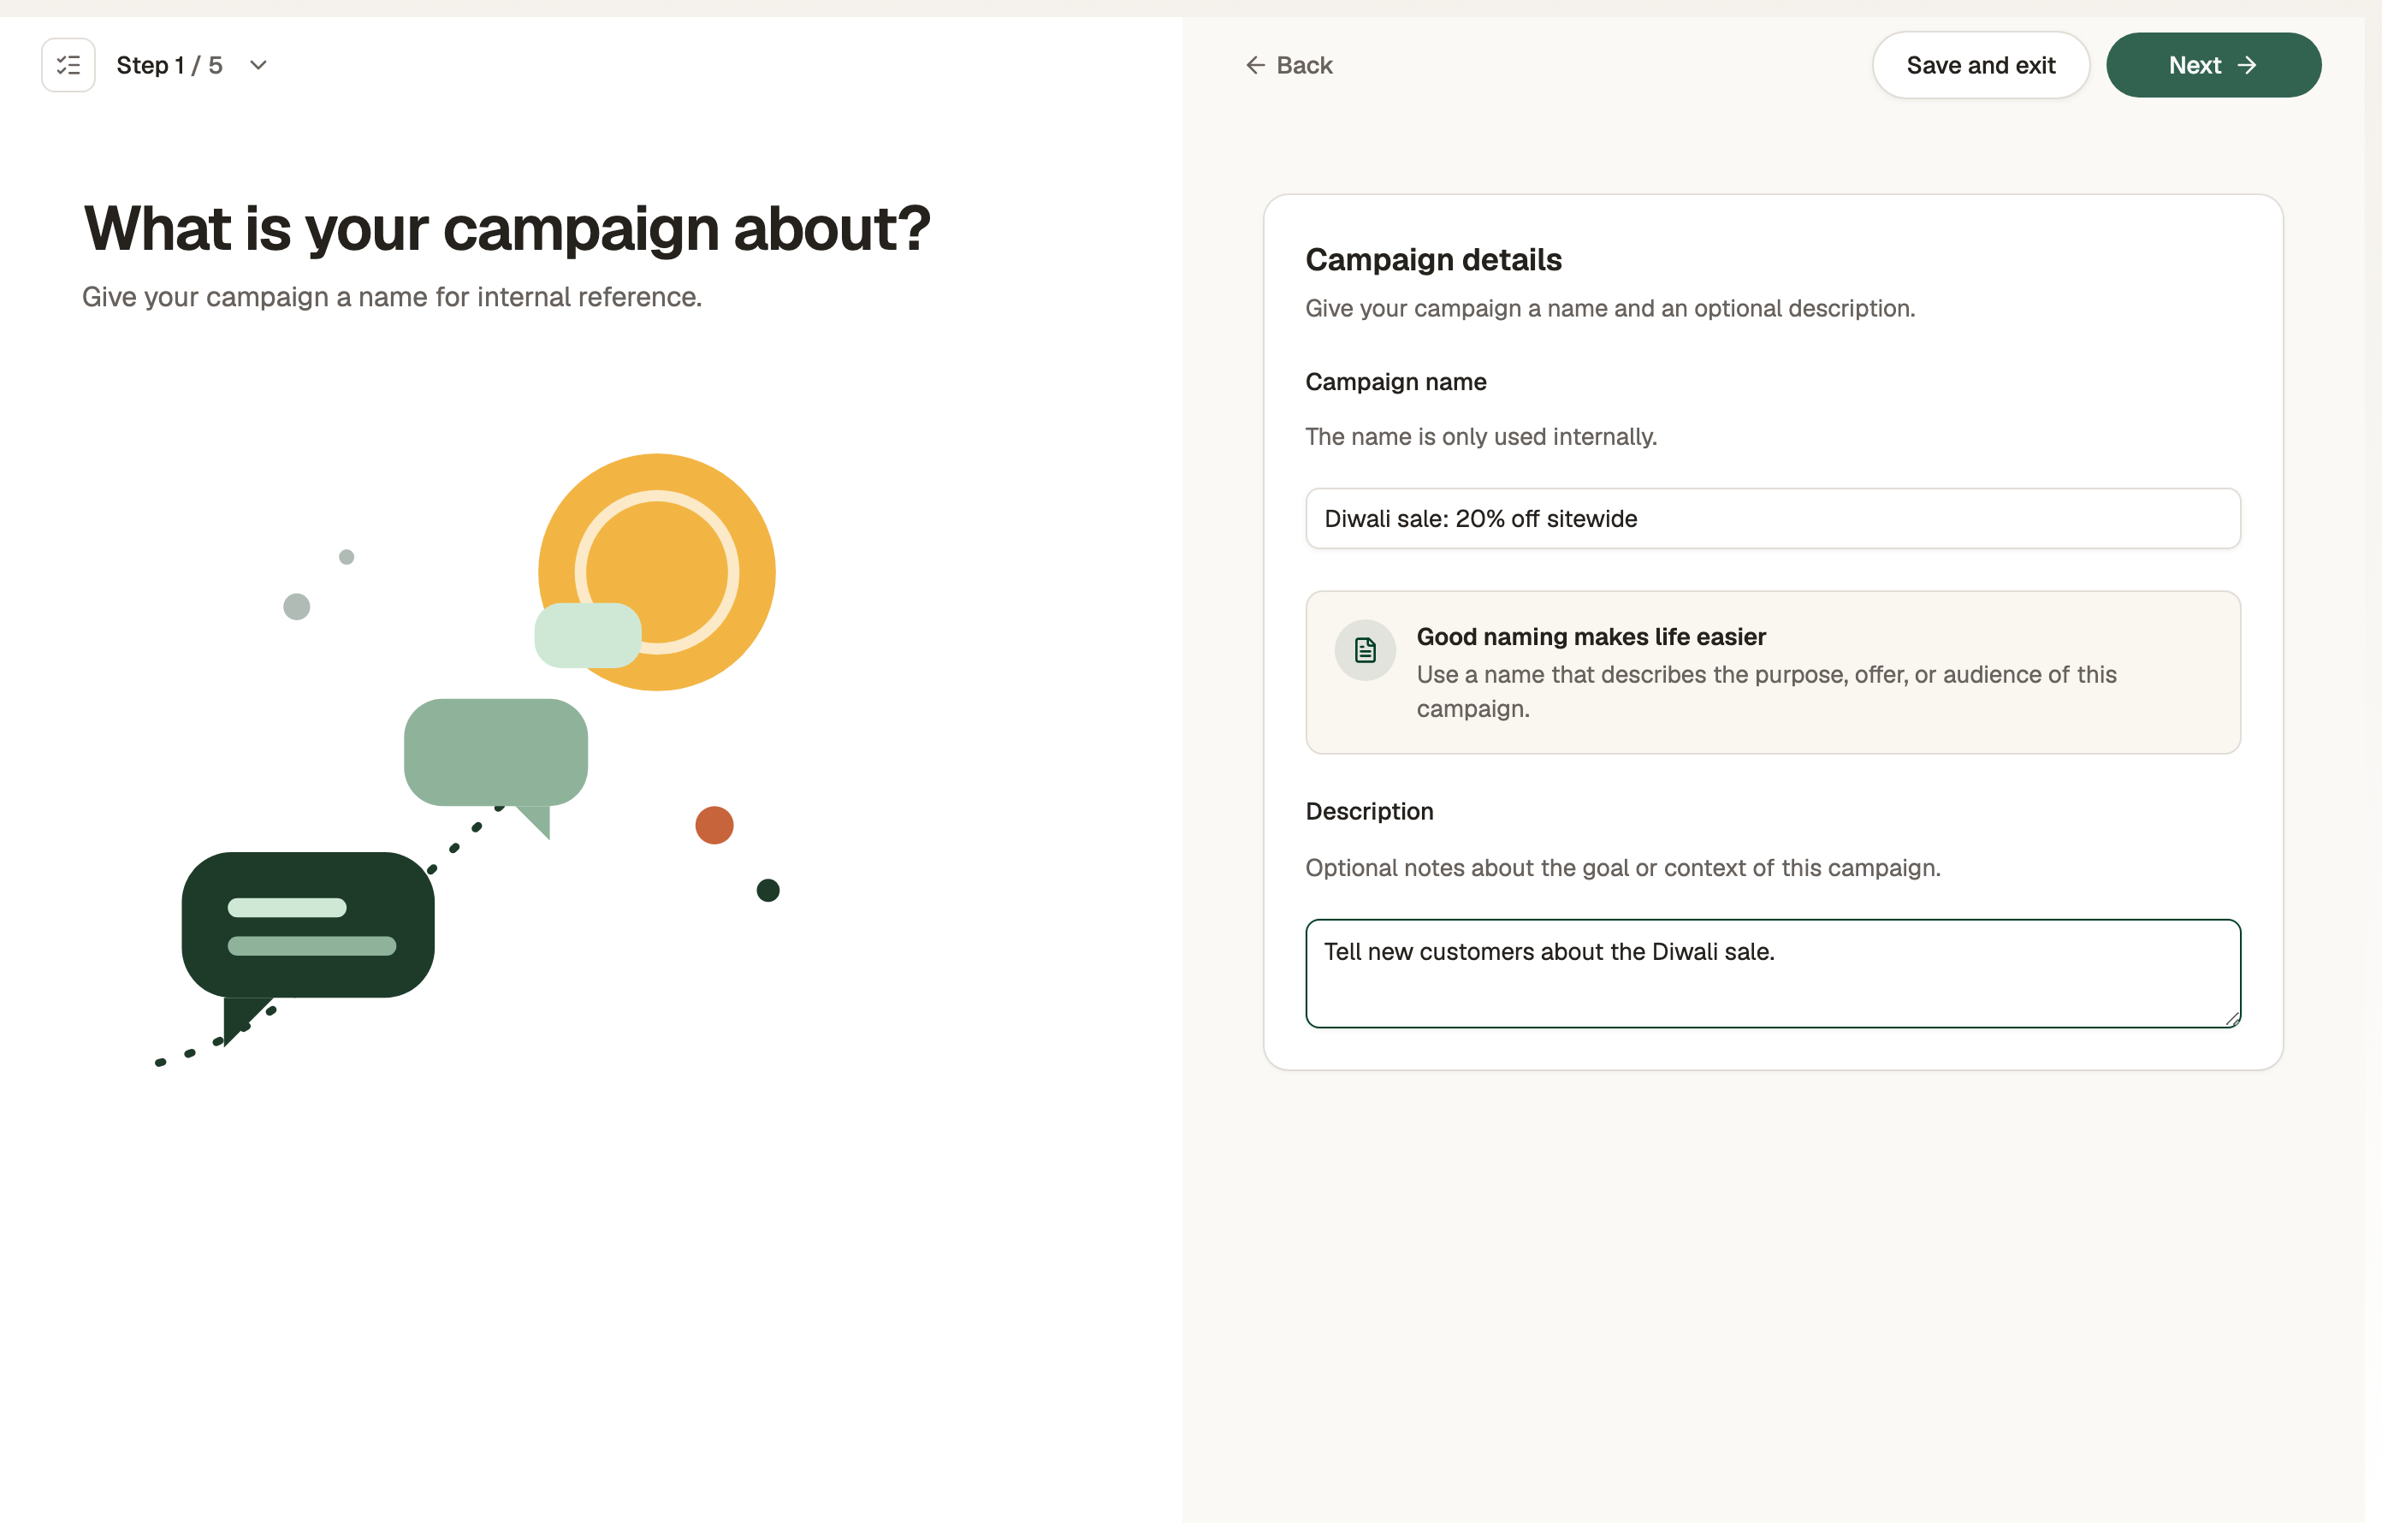 Step 1 / 5
Back
Save and exit
Next
What is your campaign about?
Give your campaign a name for internal reference.
Campaign details
Give your campaign a name and an optional description.
Campaign name
The name is only used internally.
Diwali sale: 20% off sitewide
Good naming makes life easier
Use a name that describes the purpose, offer, or audience of this
campaign.
Description
Optional notes about the goal or context of this campaign.
Tell new customers about the Diwali sale.